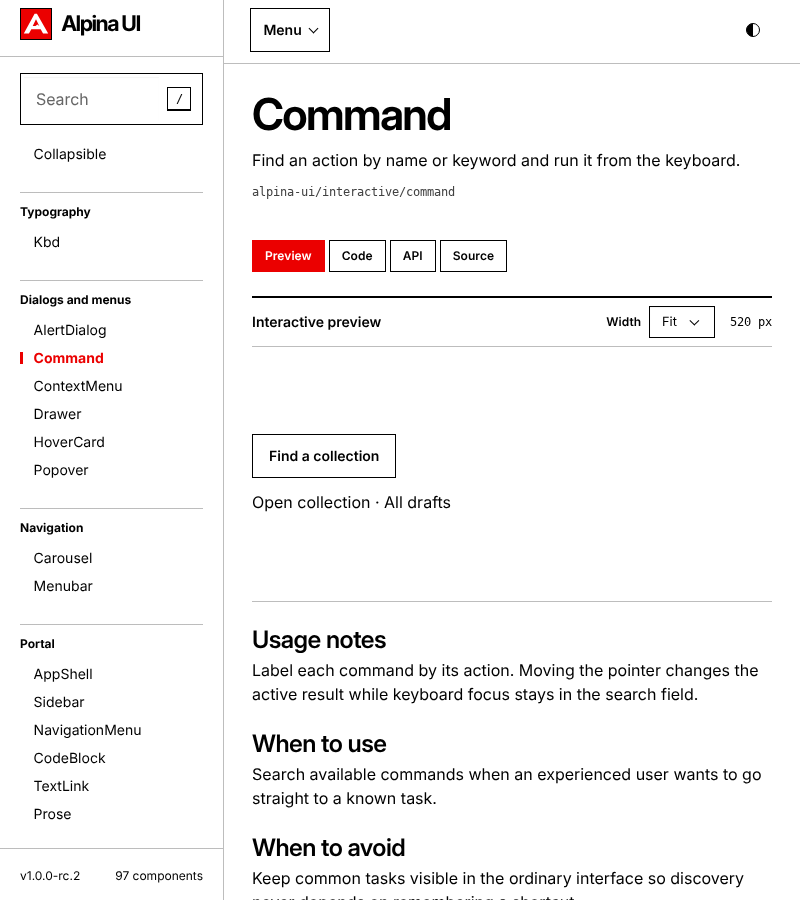 Alpina UI
Search /
Collapsible
Typography
Kbd
Dialogs and menus
AlertDialog
Command
ContextMenu
Drawer
HoverCard
Popover
Navigation
Carousel
Menubar
Portal
AppShell
Sidebar
NavigationMenu
CodeBlock
TextLink
Prose
v1.0.0-rc.2 97 components
Menu
Command
Find an action by name or keyword and run it from the keyboard.
alpina-ui/interactive/command
Preview Code API Source
Interactive preview Width Fit 520 px
Find a collection
Open collection · All drafts
Usage notes
Label each command by its action. Moving the pointer changes the
active result while keyboard focus stays in the search field.
When to use
Search available commands when an experienced user wants to go
straight to a known task.
When to avoid
Keep common tasks visible in the ordinary interface so discovery
never depends on remembering a shortcut.